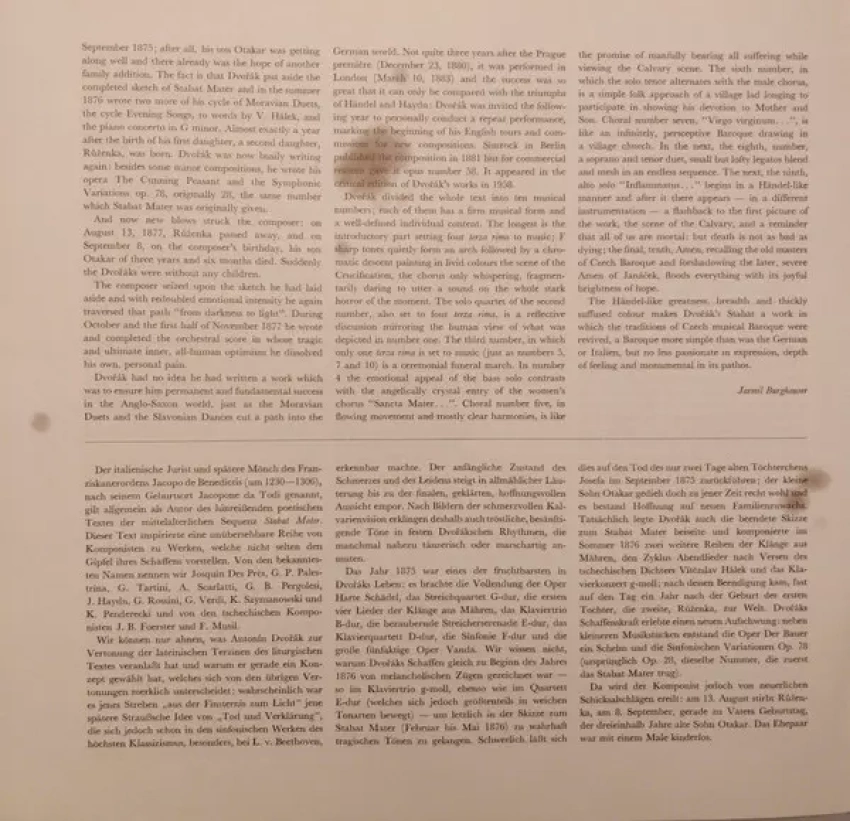 September 1875; after all, his son Otakar was getting
along well and there already was the hope of another
family addition. The fact is that Dvořák put aside the
completed sketch of Stabat Mater and in the summer
1876 wrote two more of his cycle of Moravian Duets,
the cycle Evening Songs, to words by V. Hálek, and
the piano concerto in G minor. Almost exactly a year
after the birth of his first daughter, a second daughter,
Růženka, was born. Dvořák was now busily writing
again: besides some minor compositions, he wrote his
opera The Cunning Peasant and the Symphonic
Variations op. 78, originally 28, the same number
which Stabat Mater was originally given.
And now new blows struck the composer: on
August 13, 1877, Růženka passed away, and on
September 8, on the composer's birthday, his son
Otakar of three years and six months died. Suddenly
the Dvořáks were without any children.
The composer seized upon the sketch he had laid
aside and with redoubled emotional intensity he again
traversed that path "from darkness to light". During
October and the first half of November 1877 he wrote
and completed the orchestral score in whose tragic
and ultimate inner, all-human optimism he dissolved
his own, personal pain.
Dvořák had no idea he had written a work which
was to ensure him permanent and fundamental success
in the Anglo-Saxon world, just as the Moravian
Duets and the Slavonian Dances cut a path into the
German world. Not quite three years after the Prague
première (December 23, 1880), it was performed in
London (March 10, 1883) and the success was so
great that it can only be compared with the triumphs
of Händel and Haydn: Dvořák was invited the follow-
ing year to personally conduct a repeat performance,
marking the beginning of his English tours and com-
missions for new compositions. Simrock in Berlin
published the composition in 1881 but for commercial
reasons gave it opus number 58. It appeared in the
critical edition of Dvořák's works in 1958.
Dvořák divided the whole text into ten musical
numbers; each of them has a firm musical form and
a well-defined individual content. The longest is the
introductory part setting four terza rima to music; F
sharp tones quietly form an arch followed by a chro-
matic descent painting in livid colours the scene of the
Crucifixion, the chorus only whispering, fragmen-
tarily daring to utter a sound on the whole stark
horror of the moment. The solo quartet of the second
number, also set to four terza rima, is a reflective
discussion mirroring the human view of what was
depicted in number one. The third number, in which
only one terza rima is set to music (just as numbers 5,
7 and 10) is a ceremonial funeral march. In number
4 the emotional appeal of the bass solo contrasts
with the angelically crystal entry of the women's
chorus "Sancta Mater. . .". Choral number five, in
flowing movement and mostly clear harmonies, is like
the promise of manfully bearing all suffering while
viewing the Calvary scene. The sixth number, in
which the solo tenor alternates with the male chorus,
is a simple folk approach of a village lad longing to
participate in showing his devotion to Mother and
Son. Choral number seven, "Virgo virginum. . .", is
like an infinitely, perceptive Baroque drawing in
a village church. In the next, the eighth, number,
a soprano and tenor duet, small but lofty legatos blend
and mesh in an endless sequence. The next, the ninth,
alto solo "Inflammatus. . ." begins in a Händel-like
manner and after it there appears — in a different
instrumentation — a flashback to the first picture of
the work, the scene of the Calvary, and a reminder
that all of us are mortal: but death is not as bad as
dying; the final, tenth, Amen, recalling the old masters
of Czech Baroque and foreshadowing the later, severe
Amen of Janáček, floods everything with its joyful
brightness of hope.
The Händel-like greatness, breadth and thickly
suffused colour makes Dvořák's Stabat a work in
which the traditions of Czech musical Baroque were
revived, a Baroque more simple than was the German
or Italien, but no less passionate in expression, depth
of feeling and monumental in its pathos.
Jarmil Burghauser
Der italienische Jurist und spätere Mönch des Fran-
ziskanerordens Jacopo de Benedictis (um 1230—1306),
nach seinem Geburtsort Jacopone da Todi genannt,
gilt allgemein als Autor des hinreißenden poetischen
Textes der mittelalterlichen Sequenz Stabat Mater.
Dieser Text inspirierte eine unübersehbare Reihe von
Komponisten zu Werken, welche nicht selten den
Gipfel ihres Schaffens vorstellen. Von den bekannte-
sten Namen nennen wir Josquin Des Prés, G. P. Pales-
trina, G. Tartini, A. Scarlatti, G. B. Pergolesi,
J. Haydn, G. Rossini, G. Verdi, K. Szymanowski und
K. Penderecki und von den tschechischen Kompo-
nisten J. B. Foerster und F. Musil.
Wir können nur ahnen, was Antonín Dvořák zur
Vertonung der lateinischen Terzinen des liturgischen
Textes veranlaßt hat und warum er gerade ein Kon-
zept gewählt hat, welches sich von den übrigen Ver-
tonungen merklich unterscheidet: wahrscheinlich war
es jenes Streben „aus der Finsternis zum Licht" jene
spätere Straußsche Idee von „Tod und Verklärung",
die sich jedoch schon in den sinfonischen Werken des
höchsten Klassizismus, besonders, bei L. v. Beethoven,
erkennbar machte. Der anfängliche Zustand des
Schmerzes und des Leidens steigt in allmählicher Läu-
terung bis zu der finalen, geklärten, hoffnungsvollen
Aussicht empor. Nach Bildern der schmerzvollen Kal-
varienvision erklingen deshalb auch tröstliche, besänfti-
gende Töne in festen Dvořákschen Rhythmen, die
manchmal nahezu tänzerisch oder marschartig an-
muten.
Das Jahr 1875 war eines der fruchtbarsten in
Dvořáks Leben; es brachte die Vollendung der Oper
Harte Schädel, das Streichquartet G-dur, die ersten
vier Lieder der Klänge aus Mähren, das Klaviertrio
B-dur, die bezaubernde Streicherserenade E-dur, das
Klavierquartett D-dur, die Sinfonie F-dur und die
große fünfaktige Oper Vanda. Wir wissen nicht,
warum Dvořáks Schaffen gleich zu Beginn des Jahres
1876 von melancholischen Zügen gezeichnet war —
so im Klaviertrio g-moll, ebenso wie im Quartett
E-dur (welches sich jedoch größtenteils in weichen
Tonarten bewegt) — um letzlich in der Skizze zum
Stabat Mater (Februar bis Mai 1876) zu wahrhaft
tragischen Tönen zu gelangen. Schwerlich läßt sich
dies auf den Tod des nur zwei Tage alten Töchterchens
Josefa im September 1875 zurückführen; der kleine
Sohn Otakar gedieh doch zu jener Zeit recht wohl und
es bestand Hoffnung auf neuen Familienzuwachs.
Tatsächlich legte Dvořák auch die beendete Skizze
zum Stabat Mater beiseite und komponierte im
Sommer 1876 zwei weitere Reihen der Klänge aus
Mähren, den Zyklus Abendlieder nach Versen des
tschechischen Dichters Vítězslav Hálek und das Kla-
vierkonzert g-moll; nach dessen Beendigung kam, fast
auf den Tag ein Jahr nach der Geburt der ersten
Tochter, die zweite, Růženka, zur Welt. Dvořáks
Schaffenskraft erlebte einen neuen Aufschwung: neben
kleineren Musikstücken entstand die Oper Der Bauer
ein Schelm und die Sinfonischen Variationen Op. 78
(ursprünglich Op. 28, dieselbe Nummer, die zuerst
das Stabat Mater trug).
Da wird der Komponist jedoch von neuerlichen
Schicksalschlägen ereilt: am 13. August stirbt Růžen-
ka, am 8. September, gerade zu Vaters Geburtstag,
der dreieinhalb Jahre alte Sohn Otakar. Das Ehepaar
war mit einem Male kinderlos.